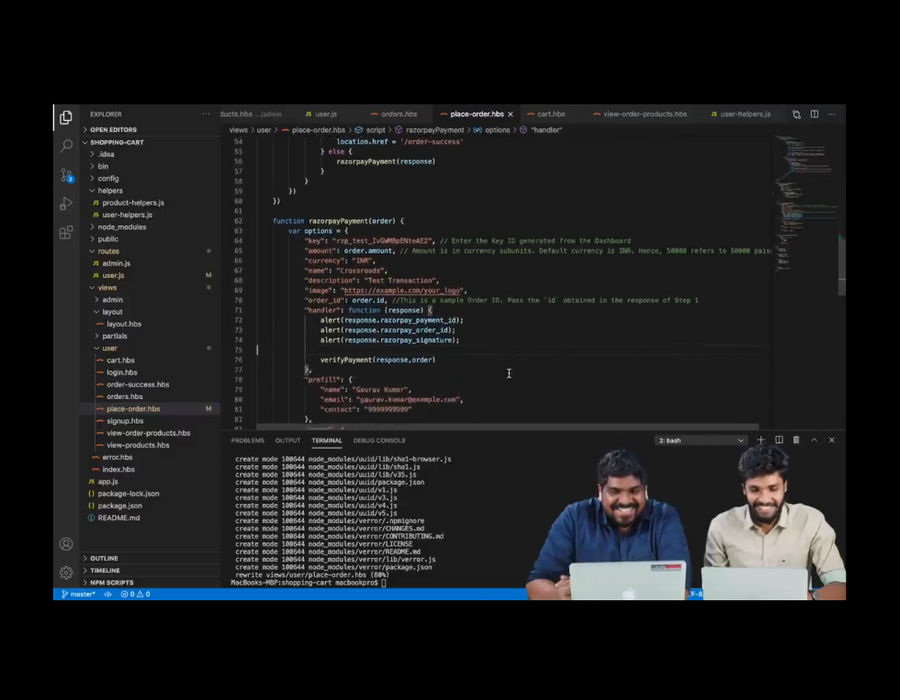 EXPLORER
OPEN EDITORS
SHOPPING-CART
.idea
bin
config
helpers
product-helpers.js
user-helpers.js
node_modules
public
routes
admin.js
user.js M
views
admin
layout
layout.hbs
partials
user
cart.hbs
login.hbs
order-success.hbs
orders.hbs
place-order.hbs M
signup.hbs
view-order-products.hbs
view-products.hbs
error.hbs
index.hbs
app.js
package-lock.json
package.json
README.md
OUTLINE
TIMELINE
NPM SCRIPTS
ducts.hbs .../admin user.js orders.hbs place-order.hbs cart.hbs view-order-products.hbs user-helpers.js
views user place-order.hbs script razorpayPayment options "handler"
54 location.href = '/order-success'
55 } else {
56 razorpayPayment(response)
57 }
58 }
59 })
60 })
61
62 function razorpayPayment(order) {
63 var options = {
64 "key": // Enter the Key ID generated from the Dashboard
65 "amount": order.amount, // Amount is in currency subunits. Default currency is INR. Hence, 50000 refers to 50000 pais
66 "currency": "INR",
67 "name": "Crossroads",
68 "description": "Test Transaction",
69 "image": "https://example.com/your_logo",
70 "order_id": order.id, //This is a sample Order ID. Pass the `id` obtained in the response of Step 1
71 "handler": function (response) {
72 alert(response.razorpay_payment_id);
73 alert(response.razorpay_order_id);
74 alert(response.razorpay_signature);
75
76 verifyPayment(response,order)
77 },
78 "prefill": {
79 "name": "Gaurav Kumar",
80 "email": "gaurav.kumar@example.com",
81 "contact": "9999999999"
82 },
PROBLEMS OUTPUT TERMINAL DEBUG CONSOLE 2: bash
create mode 100644 node_modules/uuid/lib/sha1-browser.js
create mode 100644 node_modules/uuid/lib/sha1.js
create mode 100644 node_modules/uuid/lib/v35.js
create mode 100644 node_modules/uuid/package.json
create mode 100644 node_modules/uuid/v1.js
create mode 100644 node_modules/uuid/v3.js
create mode 100644 node_modules/uuid/v4.js
create mode 100644 node_modules/uuid/v5.js
create mode 100644 node_modules/verror/.npmignore
create mode 100644 node_modules/verror/CHANGES.md
create mode 100644 node_modules/verror/CONTRIBUTING.md
create mode 100644 node_modules/verror/LICENSE
create mode 100644 node_modules/verror/README.md
create mode 100644 node_modules/verror/lib/verror.js
create mode 100644 node_modules/verror/package.json
rewrite views/user/place-order.hbs (80%)
MacBooks-MBP:shopping-cart macbookpro$
master* 0 0